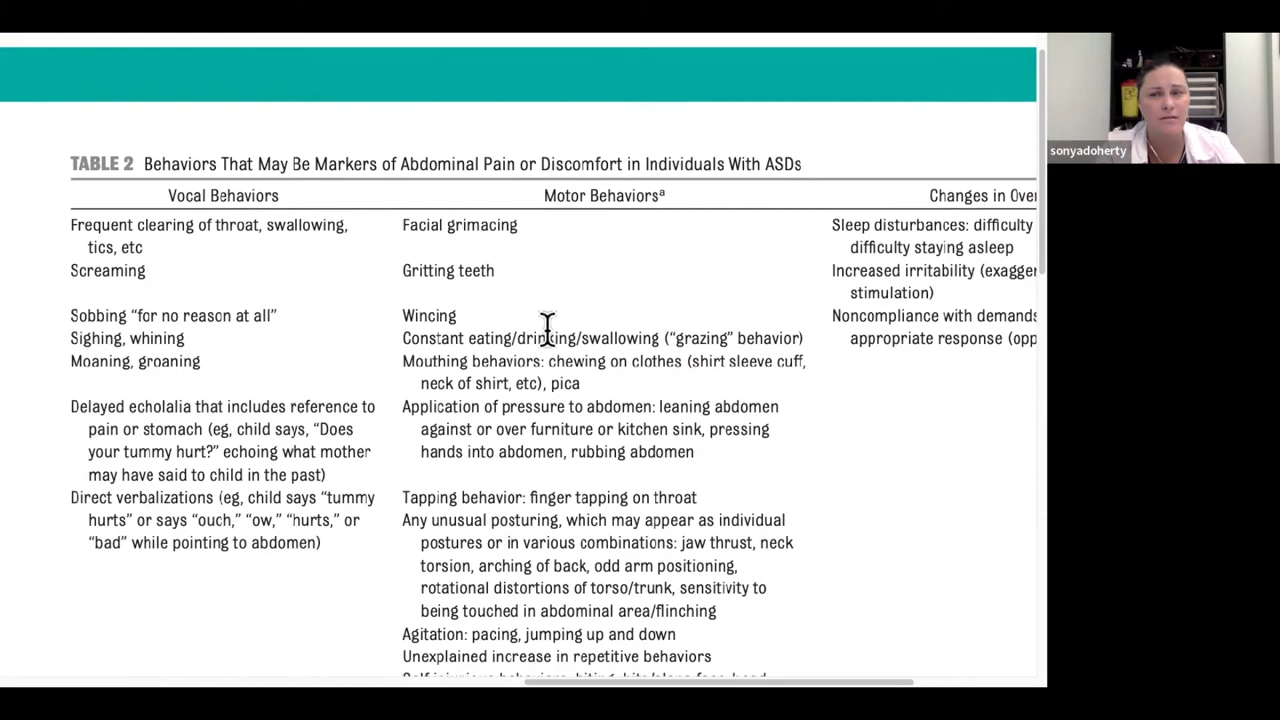 TABLE 2 Behaviors That May Be Markers of Abdominal Pain or Discomfort in Individuals With ASDs
Vocal Behaviors
Frequent clearing of throat, swallowing,
tics, etc
Screaming
Sobbing “for no reason at all”
Sighing, whining
Moaning, groaning
Delayed echolalia that includes reference to
pain or stomach (eg, child says, “Does
your tummy hurt?” echoing what mother
may have said to child in the past)
Direct verbalizations (eg, child says “tummy
hurts” or says “ouch,” “ow,” “hurts,” or
“bad” while pointing to abdomen)
Motor Behaviorsª
Facial grimacing
Gritting teeth
Wincing
Constant eating/drinking/swallowing (“grazing” behavior)
Mouthing behaviors: chewing on clothes (shirt sleeve cuff,
neck of shirt, etc), pica
Application of pressure to abdomen: leaning abdomen
against or over furniture or kitchen sink, pressing
hands into abdomen, rubbing abdomen
Tapping behavior: finger tapping on throat
Any unusual posturing, which may appear as individual
postures or in various combinations: jaw thrust, neck
torsion, arching of back, odd arm positioning,
rotational distortions of torso/trunk, sensitivity to
being touched in abdominal area/flinching
Agitation: pacing, jumping up and down
Unexplained increase in repetitive behaviors
Changes in Over
Sleep disturbances: difficulty
difficulty staying asleep
Increased irritability (exagger
stimulation)
Noncompliance with demands
appropriate response (opp
sonyadoherty